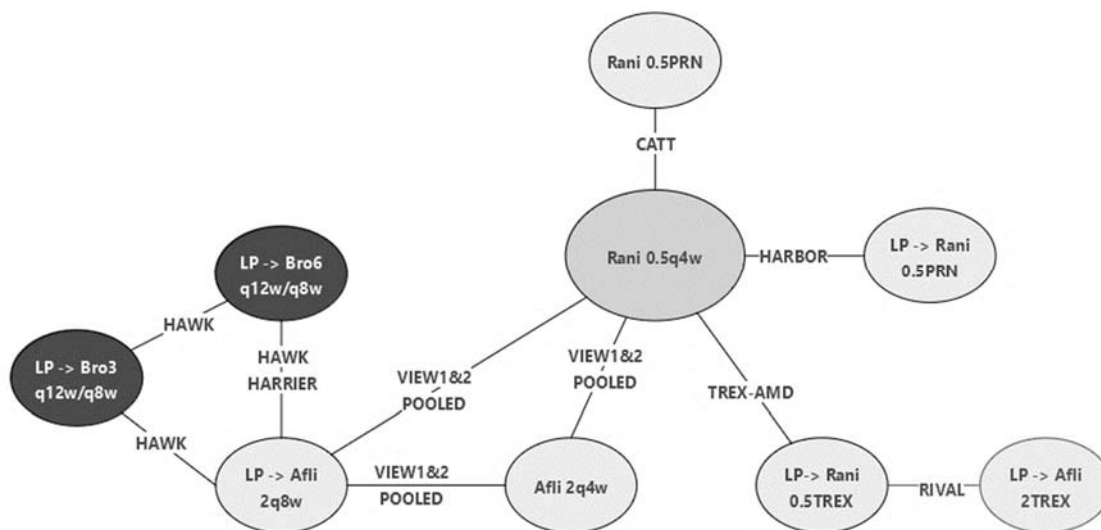 Rani 0.5PRN
CATT
Rani 0.5q4w
HARBOR
LP -> Rani
0.5PRN
LP -> Bro6
q12w/q8w
HAWK
LP -> Bro3
q12w/q8w
HAWK
HARRIER
HAWK
VIEW1&2
POOLED
VIEW1&2
POOLED
TREX-AMD
LP -> Afli
2q8w
VIEW1&2
POOLED
Afli 2q4w
LP -> Rani
0.5TREX
RIVAL
LP -> Afli
2TREX